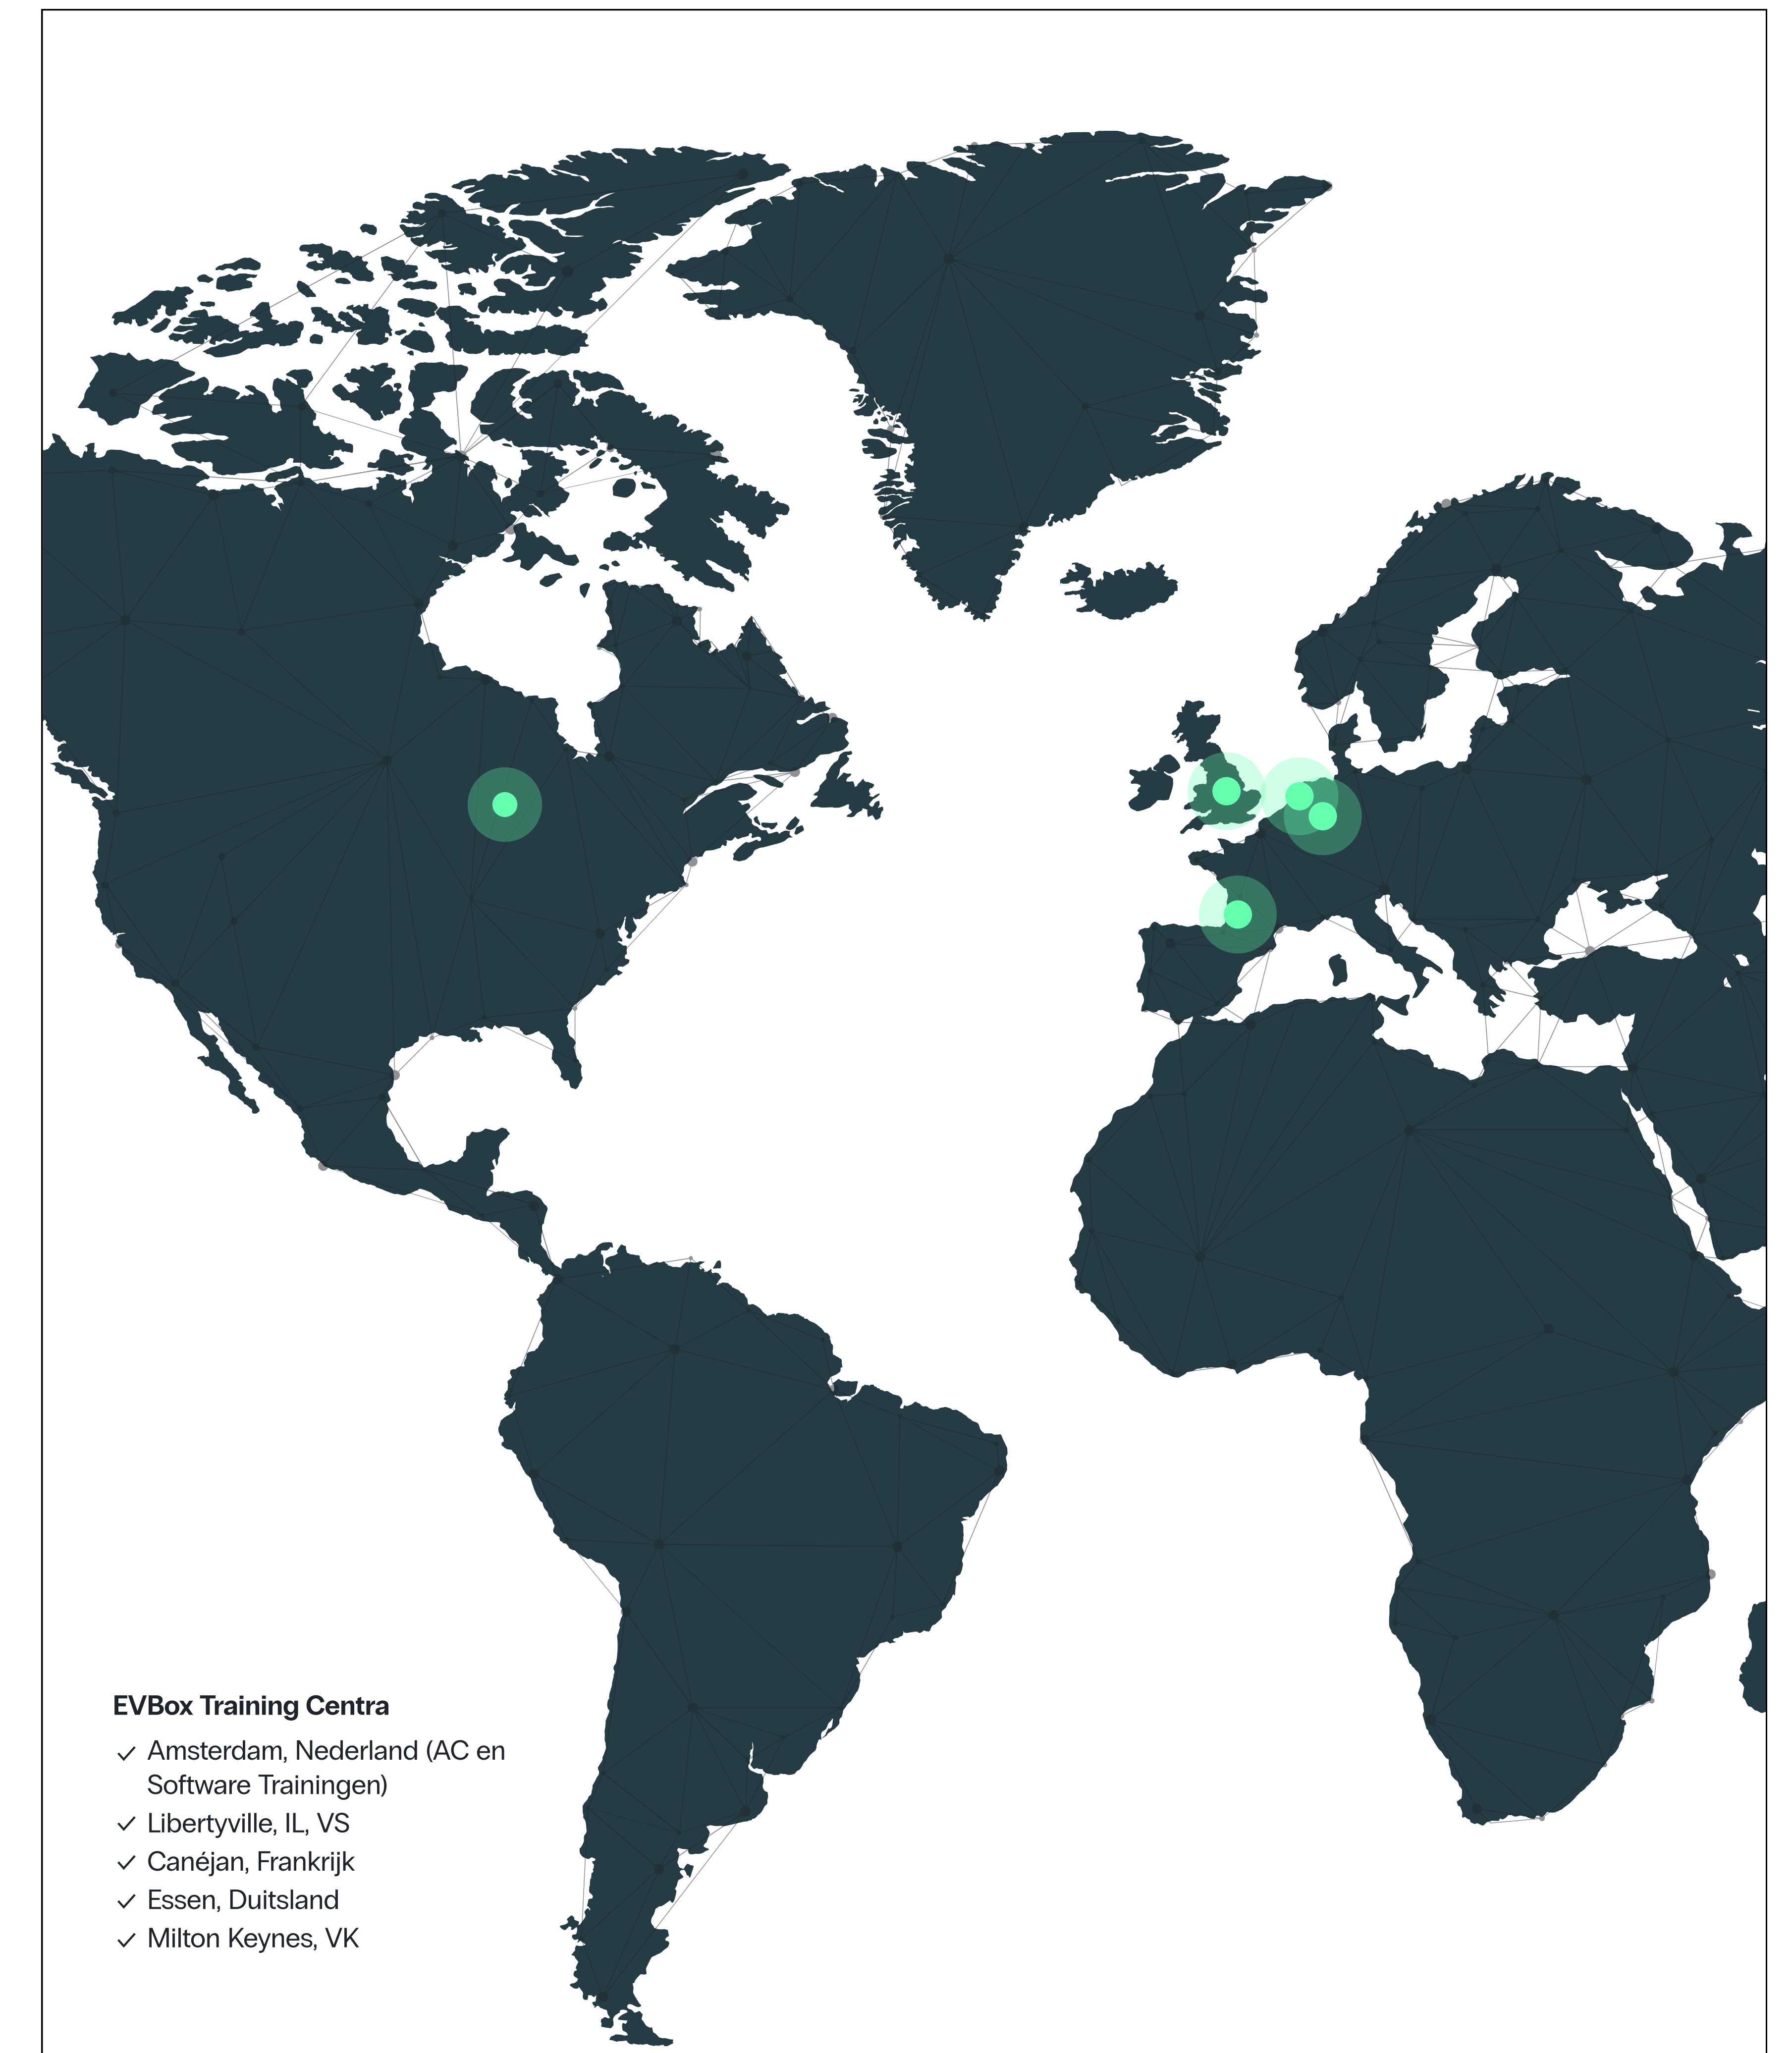 EVBox Training Centra
Amsterdam, Nederland (AC en
Software Trainingen)
Libertyville, IL, VS
Canéjan, Frankrijk
Essen, Duitsland
Milton Keynes, VK